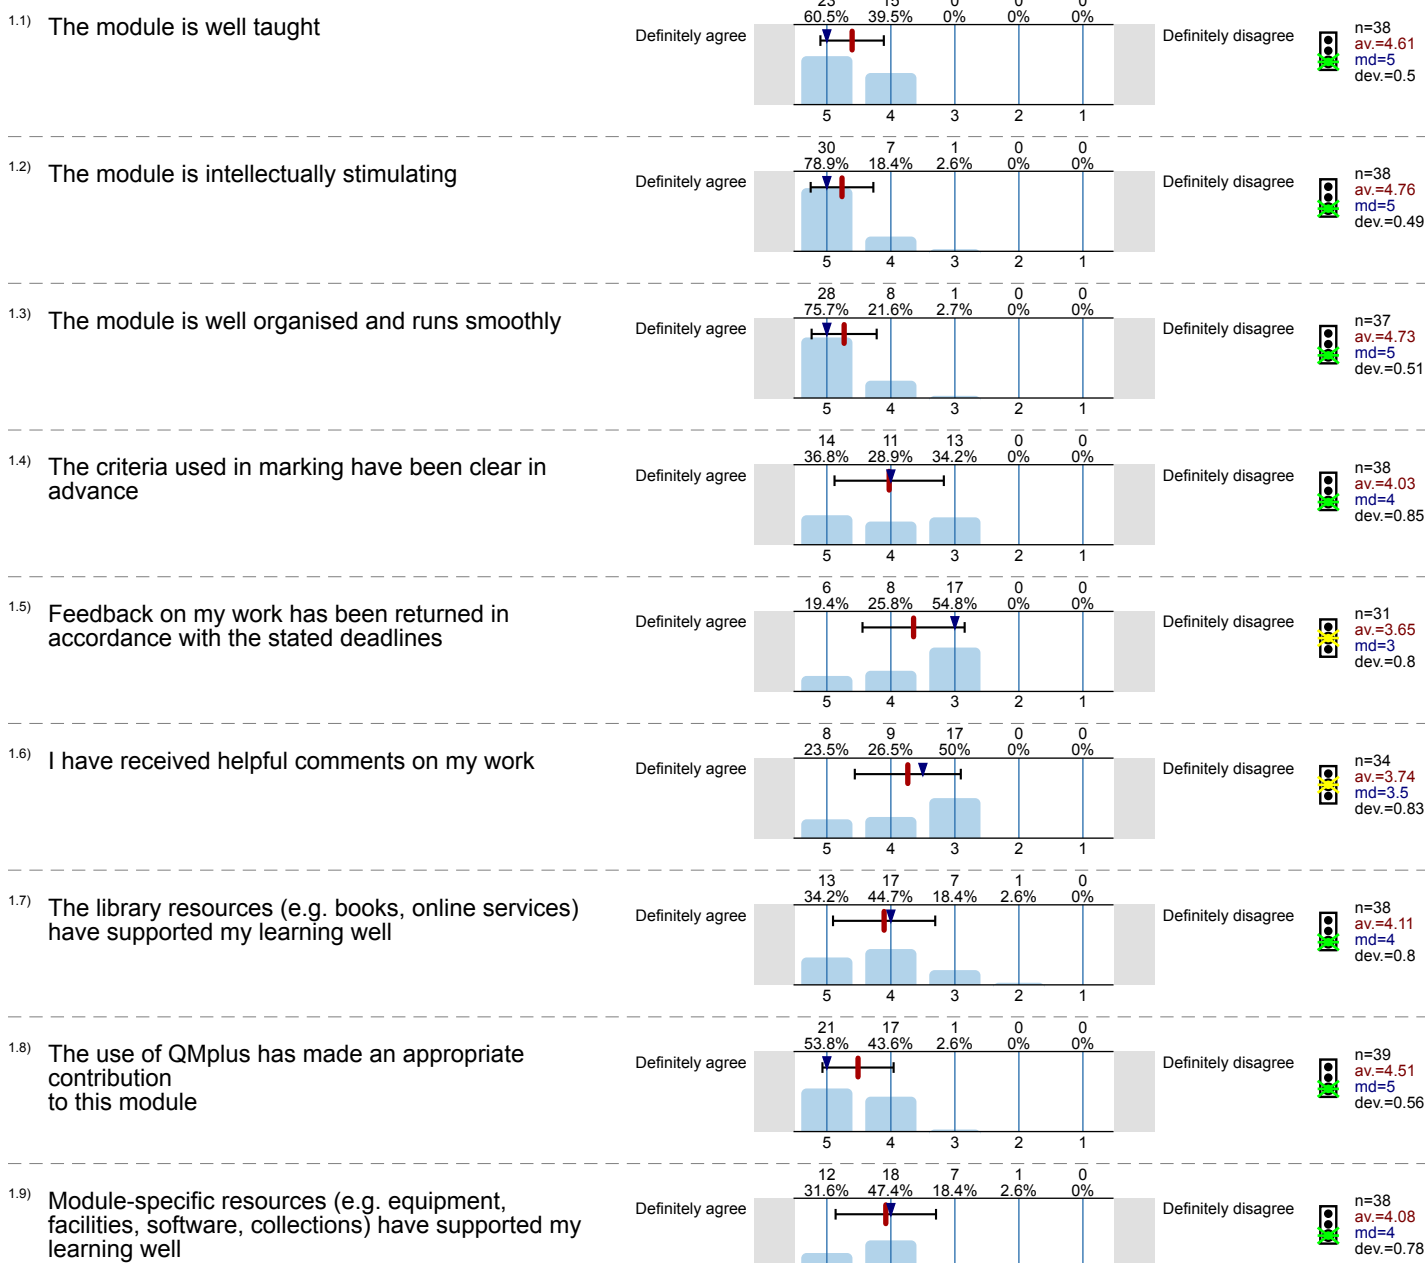 23 15 0 0 0
60.5% 39.5% 0% 0% 0%
1.1) The module is well taught Definitely agree Definitely disagree
n=38
av.=4.61
md=5
dev.=0.5
5 4 3 2 1
30 7 1 0 0
78.9% 18.4% 2.6% 0% 0%
1.2) The module is intellectually stimulating Definitely agree Definitely disagree
n=38
av.=4.76
md=5
dev.=0.49
5 4 3 2 1
28 8 1 0 0
75.7% 21.6% 2.7% 0% 0%
1.3) The module is well organised and runs smoothly Definitely agree Definitely disagree
n=37
av.=4.73
md=5
dev.=0.51
5 4 3 2 1
14 11 13 0 0
36.8% 28.9% 34.2% 0% 0%
1.4) The criteria used in marking have been clear in
advance
Definitely agree Definitely disagree
n=38
av.=4.03
md=4
dev.=0.85
5 4 3 2 1
6 8 17 0 0
19.4% 25.8% 54.8% 0% 0%
1.5) Feedback on my work has been returned in
accordance with the stated deadlines
Definitely agree Definitely disagree
n=31
av.=3.65
md=3
dev.=0.8
5 4 3 2 1
8 9 17 0 0
23.5% 26.5% 50% 0% 0%
1.6) I have received helpful comments on my work Definitely agree Definitely disagree
n=34
av.=3.74
md=3.5
dev.=0.83
5 4 3 2 1
13 17 7 1 0
34.2% 44.7% 18.4% 2.6% 0%
1.7) The library resources (e.g. books, online services)
have supported my learning well
Definitely agree Definitely disagree
n=38
av.=4.11
md=4
dev.=0.8
5 4 3 2 1
21 17 1 0 0
53.8% 43.6% 2.6% 0% 0%
1.8) The use of QMplus has made an appropriate
contribution
to this module
Definitely agree Definitely disagree
n=39
av.=4.51
md=5
dev.=0.56
5 4 3 2 1
12 18 7 1 0
31.6% 47.4% 18.4% 2.6% 0%
1.9) Module-specific resources (e.g. equipment,
facilities, software, collections) have supported my
learning well
Definitely agree Definitely disagree
n=38
av.=4.08
md=4
dev.=0.78